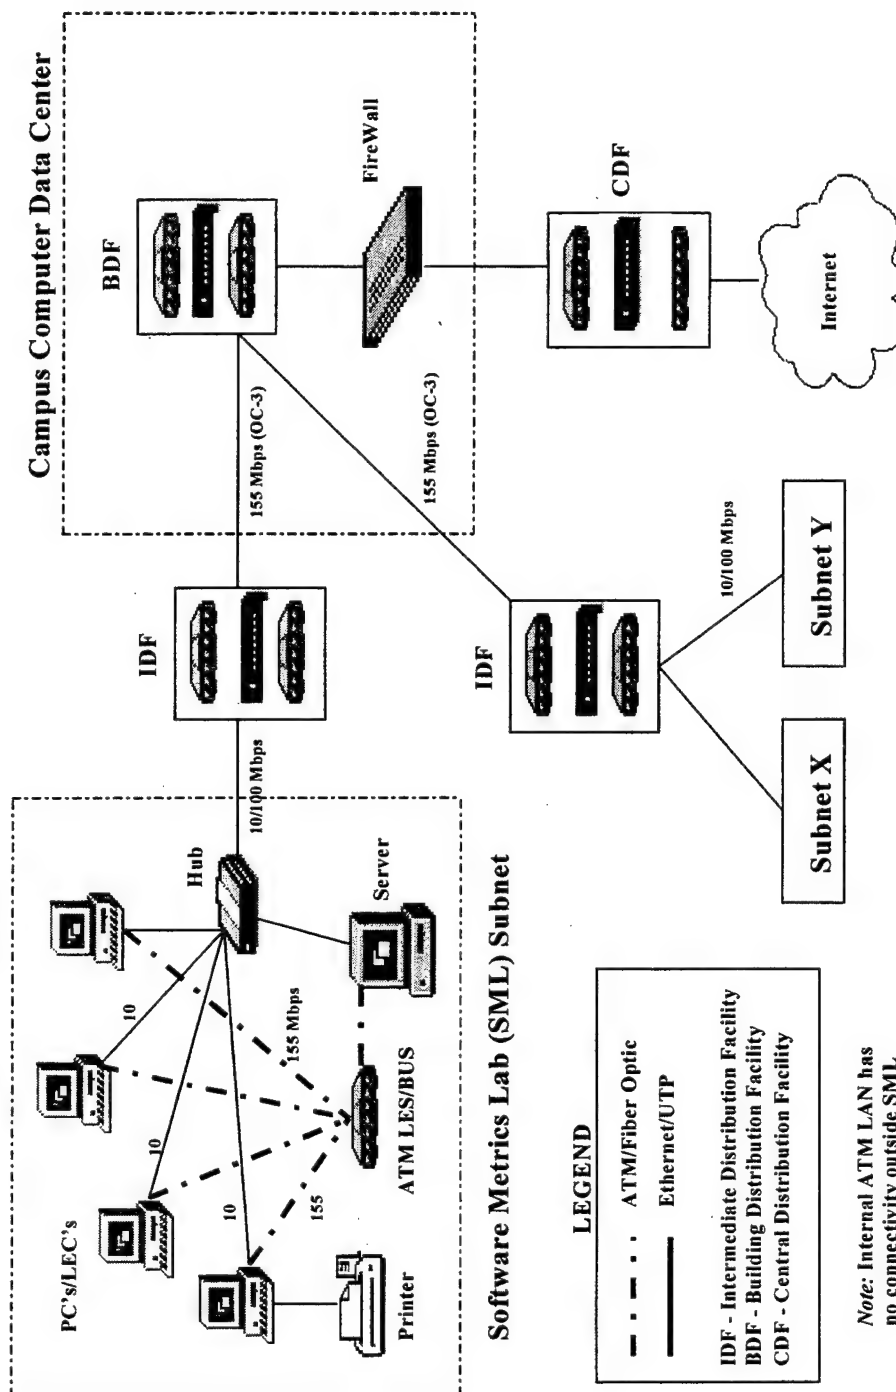 Campus Computer Data Center
BDF
FireWall
CDF
Internet
155 Mbps (OC-3)
155 Mbps (OC-3)
IDF
IDF
10/100 Mbps
10/100 Mbps
Subnet X
Subnet Y
PC's/LEC's
Hub
Server
10
10
10
155 Mbps
155
ATM LES/BUS
Printer
Software Metrics Lab (SML) Subnet
LEGEND
ATM/Fiber Optic
Ethernet/UTP
IDF - Intermediate Distribution Facility
BDF - Building Distribution Facility
CDF - Central Distribution Facility
Note: Internal ATM LAN has
no connectivity outside SML